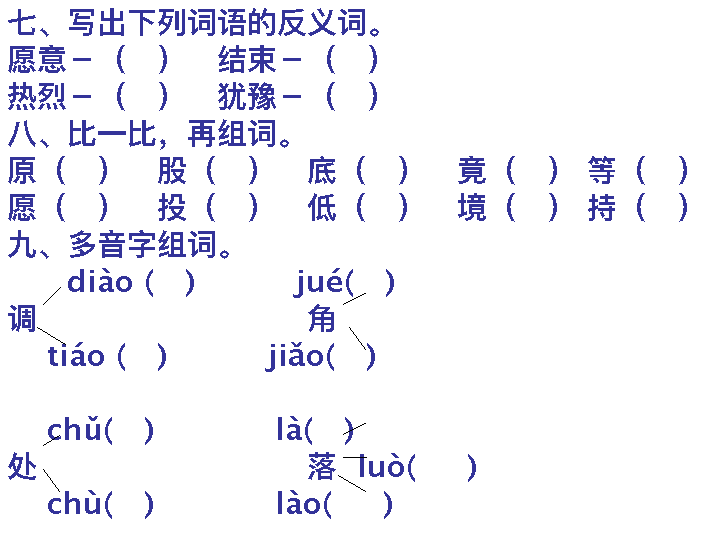 七、写出下列词语的反义词。
愿意－（ ） 结束－（ ）
热烈－（ ） 犹豫－（ ）
八、比一比，再组词。
原（ ） 股（ ） 底（ ） 竟（ ） 等（ ）
愿（ ） 投（ ） 低（ ） 境（ ） 持（ ）
九、多音字组词。
diào ( ) jué( )
调 角
tiáo ( ) jiǎo( )
chǔ( ) là( )
处 落 luò( )
chù( ) lào( )